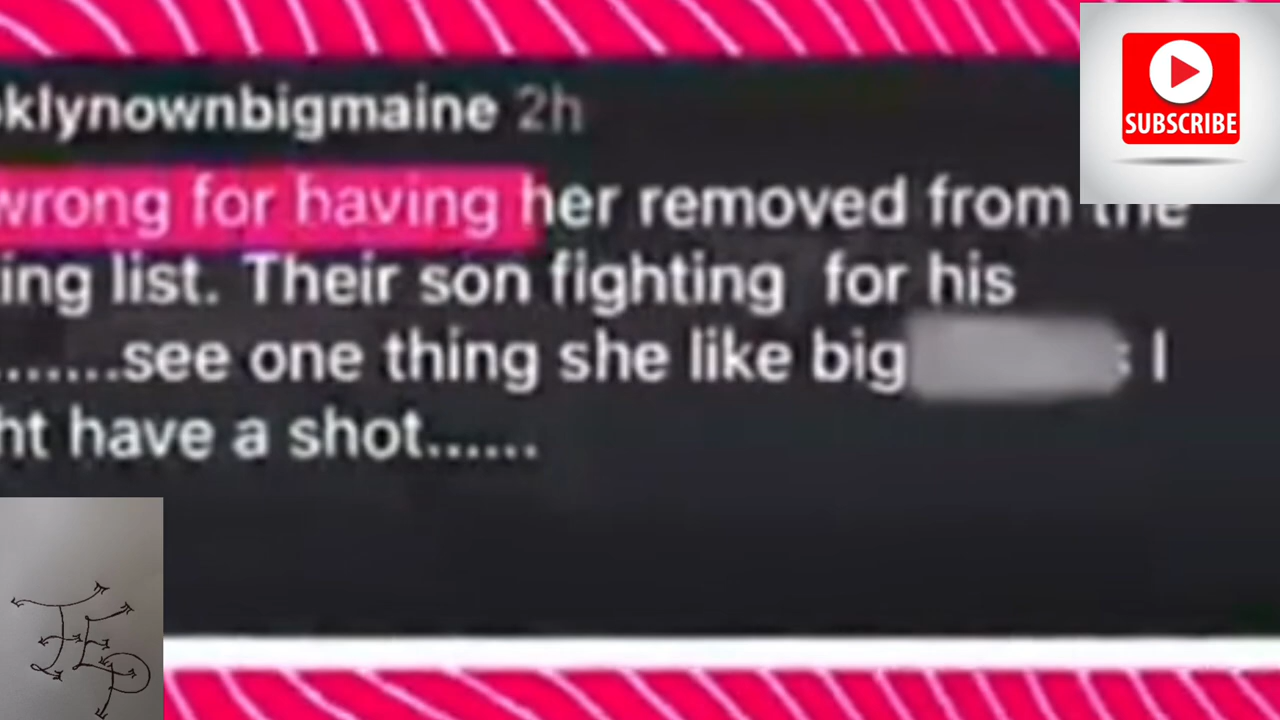 oklynownbigmaine 2h
SUBSCRIBE
wrong for having her removed from the
ing list. Their son fighting for his
.......see one thing she like big I
ht have a shot......